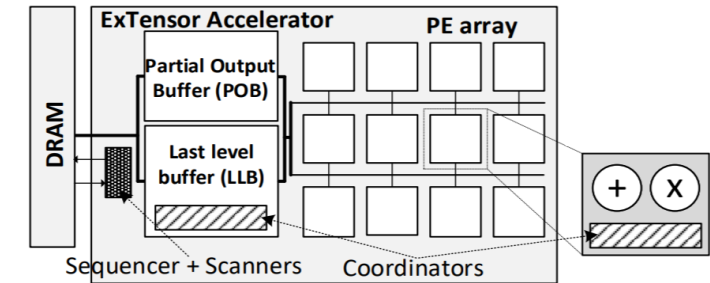 ExTensor Accelerator
PE array
Partial Output
Buffer (POB)
DRAM
Last level
buffer (LLB)
+ X
Sequencer + Scanners
Coordinators